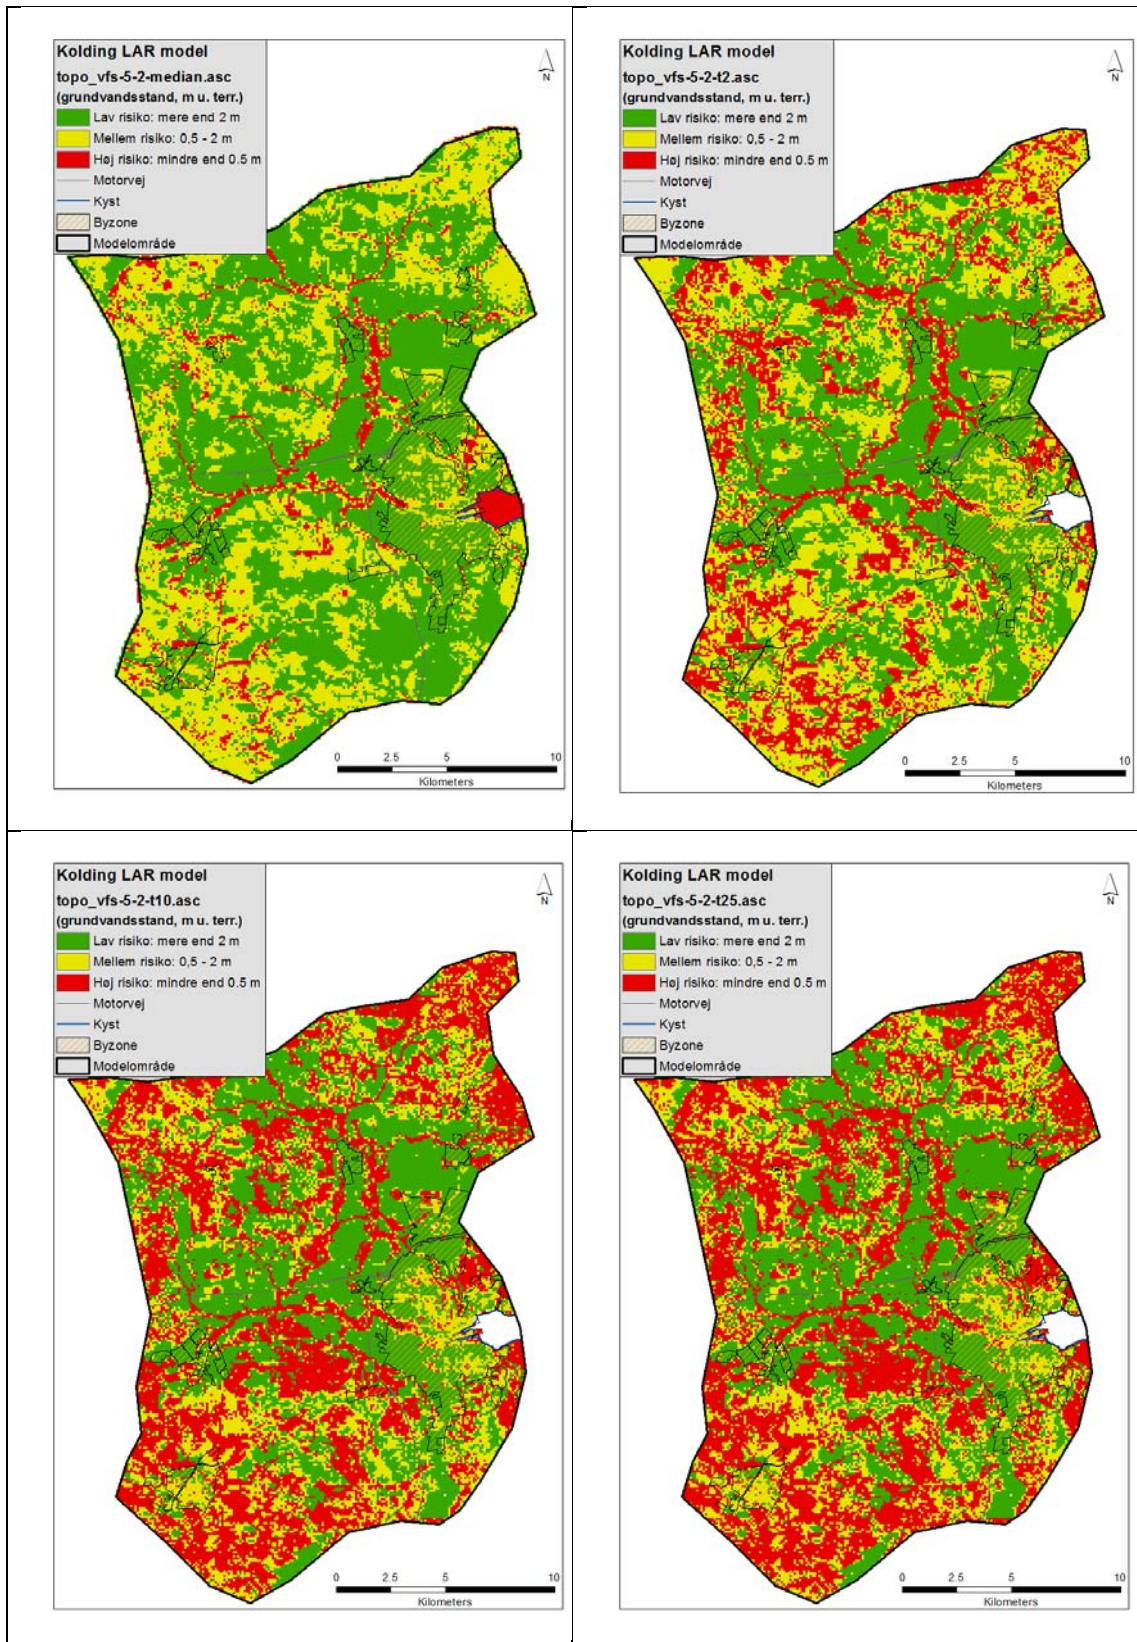 Kolding LAR model
topo_vfs-5-2-median.asc
(grundvandsstand, m u. terr.)
Lav risiko: mere end 2 m
Mellem risiko: 0,5 - 2 m
Høj risiko: mindre end 0.5 m
Motorvej
Kyst
Byzone
Modelområde
N
0 2.5 5 10
Kilometers
Kolding LAR model
topo_vfs-5-2-t2.asc
(grundvandsstand, m u. terr.)
Lav risiko: mere end 2 m
Mellem risiko: 0,5 - 2 m
Høj risiko: mindre end 0.5 m
Motorvej
Kyst
Byzone
Modelområde
N
0 2.5 5 10
Kilometers
Kolding LAR model
topo_vfs-5-2-t10.asc
(grundvandsstand, m u. terr.)
Lav risiko: mere end 2 m
Mellem risiko: 0,5 - 2 m
Høj risiko: mindre end 0.5 m
Motorvej
Kyst
Byzone
Modelområde
N
0 2.5 5 10
Kilometers
Kolding LAR model
topo_vfs-5-2-t25.asc
(grundvandsstand, m u. terr.)
Lav risiko: mere end 2 m
Mellem risiko: 0,5 - 2 m
Høj risiko: mindre end 0.5 m
Motorvej
Kyst
Byzone
Modelområde
N
0 2.5 5 10
Kilometers